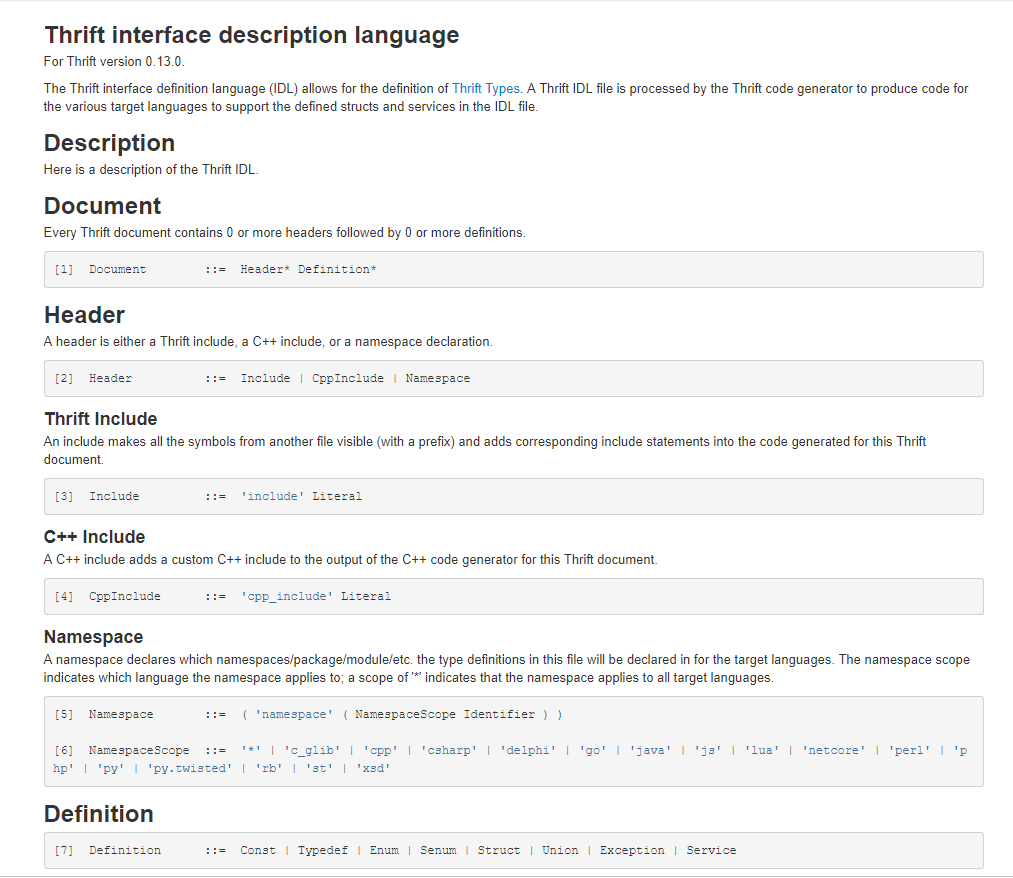 Thrift interface description language
For Thrift version 0.13.0.
The Thrift interface definition language (IDL) allows for the definition of Thrift Types. A Thrift IDL file is processed by the Thrift code generator to produce code for
the various target languages to support the defined structs and services in the IDL file.
Description
Here is a description of the Thrift IDL.
Document
Every Thrift document contains 0 or more headers followed by 0 or more definitions.
[1]  Document        ::=  Header* Definition*
Header
A header is either a Thrift include, a C++ include, or a namespace declaration.
[2]  Header          ::=  Include | CppInclude | Namespace
Thrift Include
An include makes all the symbols from another file visible (with a prefix) and adds corresponding include statements into the code generated for this Thrift
document.
[3]  Include         ::=  'include' Literal
C++ Include
A C++ include adds a custom C++ include to the output of the C++ code generator for this Thrift document.
[4]  CppInclude      ::=  'cpp_include' Literal
Namespace
A namespace declares which namespaces/package/module/etc. the type definitions in this file will be declared in for the target languages. The namespace scope
indicates which language the namespace applies to; a scope of '*' indicates that the namespace applies to all target languages.
[5]  Namespace       ::=  ( 'namespace' ( NamespaceScope Identifier ) )
[6]  NamespaceScope  ::=  '*' | 'c_glib' | 'cpp' | 'csharp' | 'delphi' | 'go' | 'java' | 'js' | 'lua' | 'netcore' | 'perl' | 'p
hp' | 'py' | 'py.twisted' | 'rb' | 'st' | 'xsd'
Definition
[7]  Definition      ::=  Const | Typedef | Enum | Senum | Struct | Union | Exception | Service